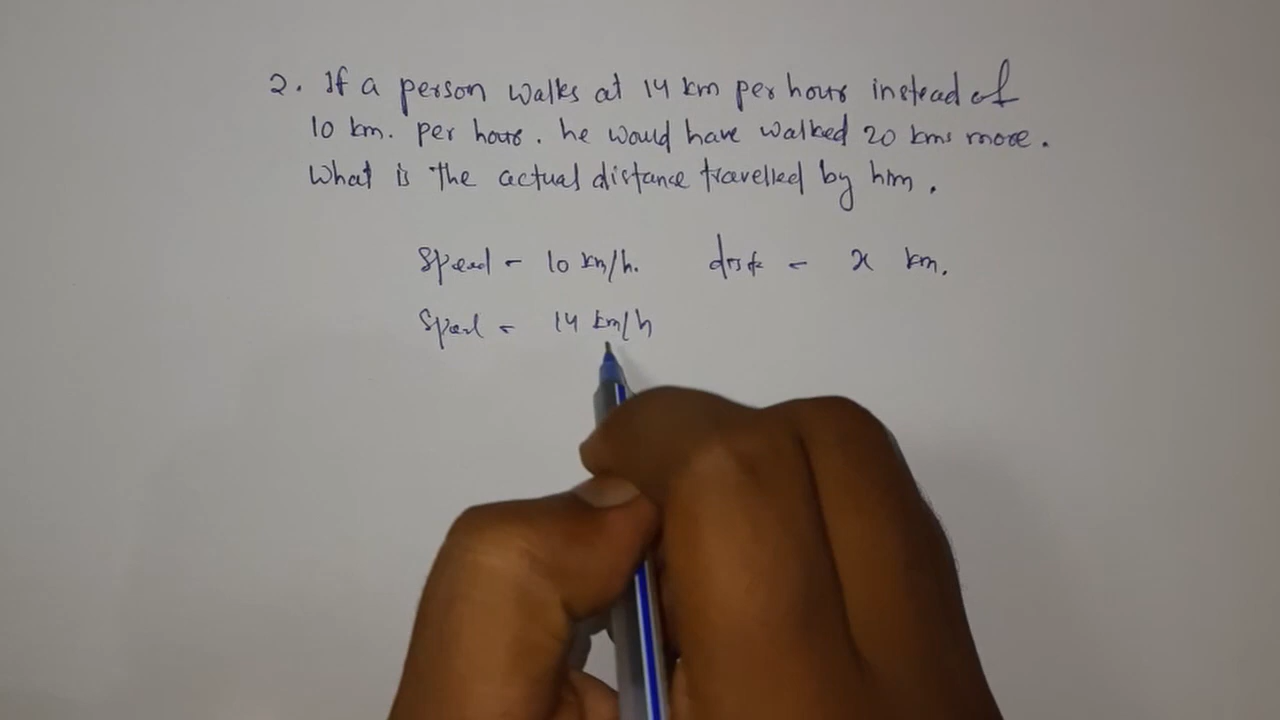 2. If a person walks at 14 km per hour instead of
10 km. per hour. he would have walked 20 kms more.
What is the actual distance travelled by him.
Speed = 10 km/h. dist = x km.
Speed = 14 km/h